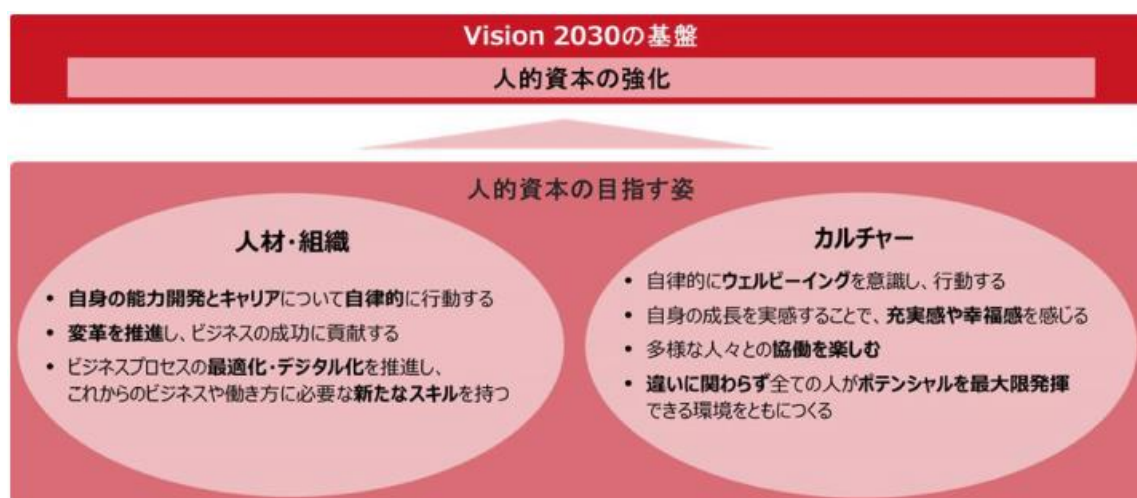 Vision 2030の基盤
人的資本の強化
人的資本の目指す姿
人材・組織
• 自身の能力開発とキャリアについて自律的に行動する
• 変革を推進し、ビジネスの成功に貢献する
• ビジネスプロセスの最適化・デジタル化を推進し、
これからのビジネスや働き方に必要な新たなスキルを持つ
カルチャー
• 自律的にウェルビーイングを意識し、行動する
• 自身の成長を実感することで、充実感や幸福感を感じる
• 多様な人々との協働を楽しむ
• 違いに関わらず全ての人がポテンシャルを最大限発揮
できる環境をともにつくる